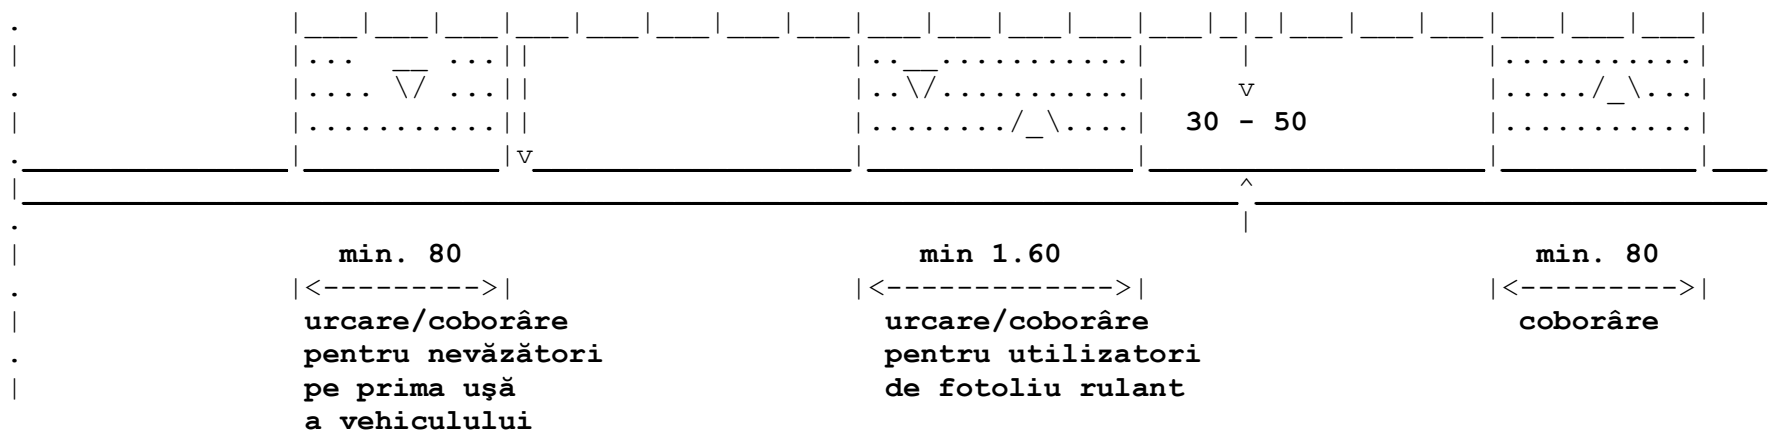 30 - 50
min. 80 min 1.60 min. 80
urcare/coborâre urcare/coborâre coborâre
pentru nevăzători pentru utilizatori
pe prima uşă de fotoliu rulant
a vehiculului